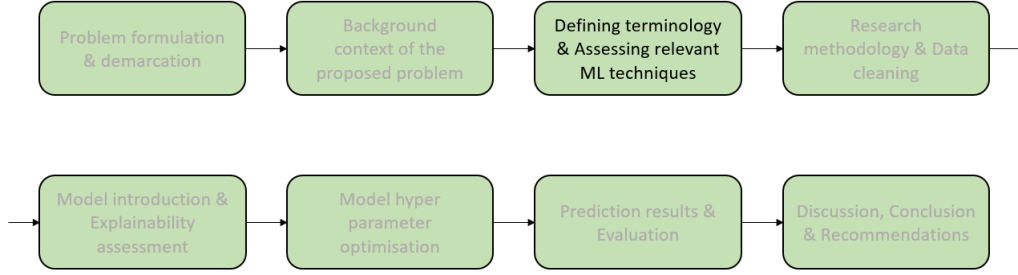 Problem formulation
& demarcation
Background
context of the
proposed problem
Defining terminology
& Assessing relevant
ML techniques
Research
methodology & Data
cleaning
Model introduction &
Explainability
assessment
Model hyper
parameter
optimisation
Prediction results &
Evaluation
Discussion, Conclusion
& Recommendations